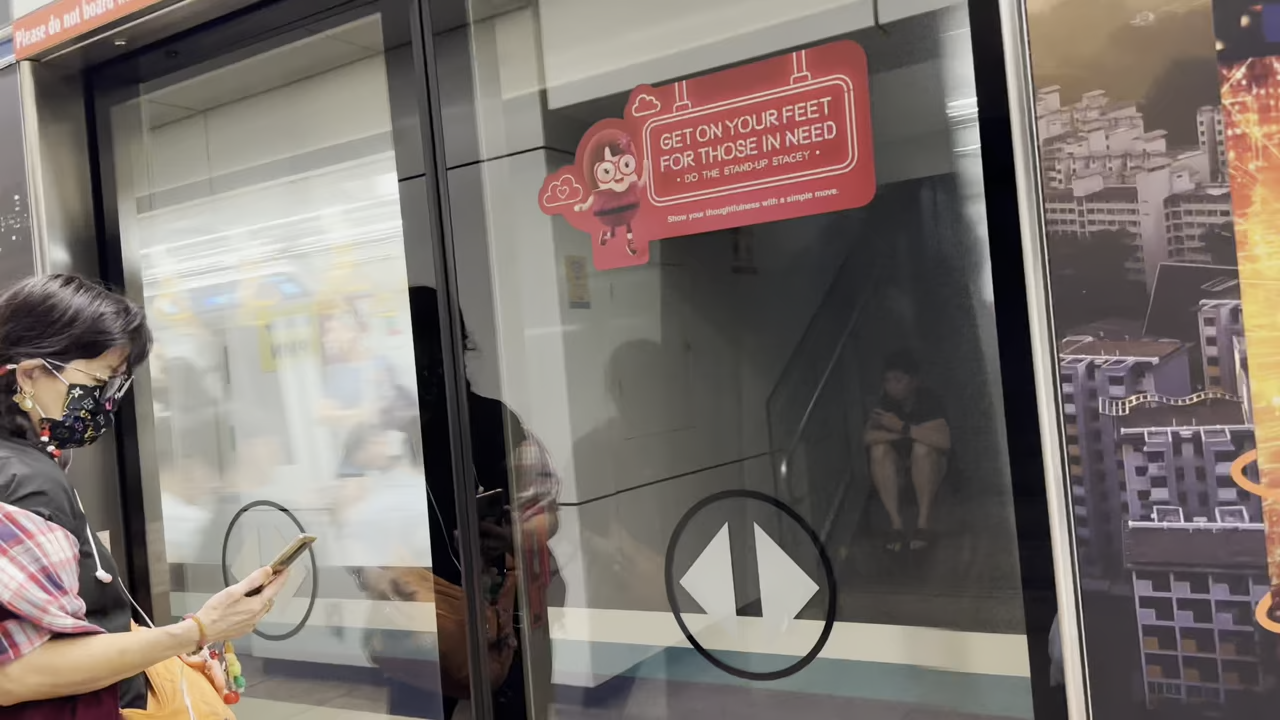 Please do not board
GET ON YOUR FEET
FOR THOSE IN NEED
• DO THE STAND-UP STACEY •
Show your thoughtfulness with a simple move.